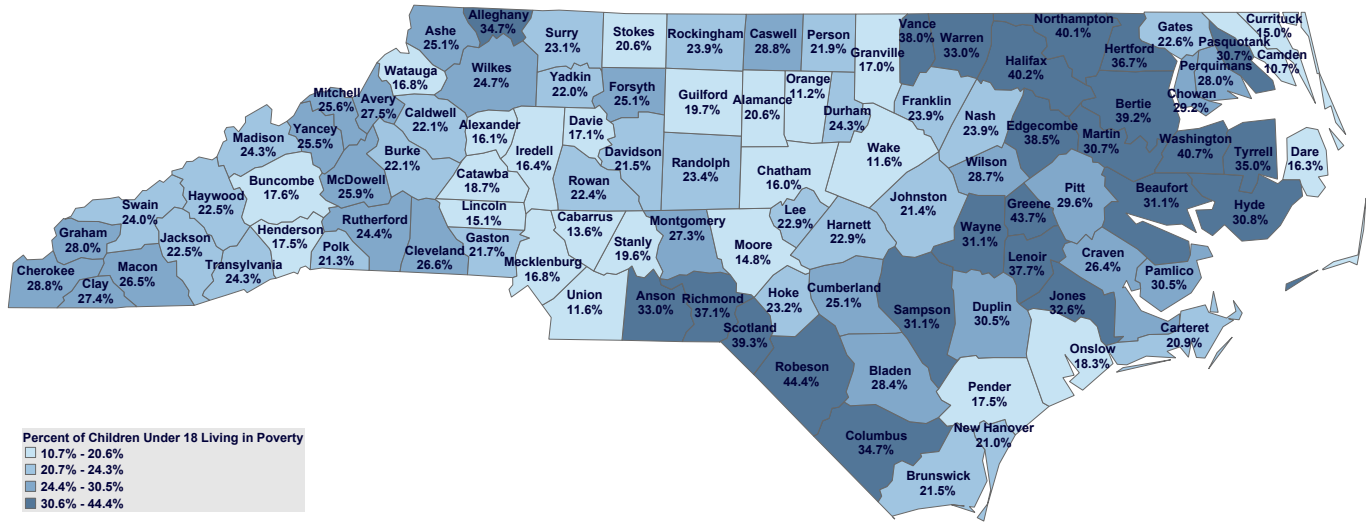 Alleghany
34.7%
Ashe
25.1%
Surry
23.1%
Stokes
20.6%
Rockingham
23.9%
Caswell
28.8%
Person
21.9%
Granville
17.0%
Vance
38.0%
Warren
33.0%
Northampton
40.1%
Gates
22.6%
Currituck
15.0%
Pasquotank
30.7%
Camden
10.7%
Perquimans
28.0%
Chowan
29.2%
Hertford
36.7%
Halifax
40.2%
Watauga
16.8%
Wilkes
24.7%
Yadkin
22.0%
Forsyth
25.1%
Guilford
19.7%
Alamance
20.6%
Orange
11.2%
Durham
24.3%
Franklin
23.9%
Nash
23.9%
Edgecombe
38.5%
Bertie
39.2%
Martin
30.7%
Washington
40.7%
Tyrrell
35.0%
Dare
16.3%
Mitchell
25.6%
Avery
27.5%
Caldwell
22.1%
Alexander
16.1%
Iredell
16.4%
Davie
17.1%
Davidson
21.5%
Randolph
23.4%
Chatham
16.0%
Wake
11.6%
Wilson
28.7%
Pitt
29.6%
Beaufort
31.1%
Hyde
30.8%
Madison
24.3%
Yancey
25.5%
Burke
22.1%
McDowell
25.9%
Catawba
18.7%
Rowan
22.4%
Buncombe
17.6%
Haywood
22.5%
Swain
24.0%
Graham
28.0%
Jackson
22.5%
Henderson
17.5%
Polk
21.3%
Rutherford
24.4%
Cleveland
26.6%
Lincoln
15.1%
Gaston
21.7%
Cabarrus
13.6%
Stanly
19.6%
Montgomery
27.3%
Moore
14.8%
Lee
22.9%
Harnett
22.9%
Johnston
21.4%
Wayne
31.1%
Greene
43.7%
Lenoir
37.7%
Craven
26.4%
Pamlico
30.5%
Cherokee
28.8%
Clay
27.4%
Macon
26.5%
Transylvania
24.3%
Mecklenburg
16.8%
Union
11.6%
Anson
33.0%
Richmond
37.1%
Scotland
39.3%
Hoke
23.2%
Cumberland
25.1%
Sampson
31.1%
Duplin
30.5%
Jones
32.6%
Onslow
18.3%
Carteret
20.9%
Robeson
44.4%
Bladen
28.4%
Pender
17.5%
New Hanover
21.0%
Columbus
34.7%
Brunswick
21.5%
Percent of Children Under 18 Living in Poverty
10.7% - 20.6%
20.7% - 24.3%
24.4% - 30.5%
30.6% - 44.4%